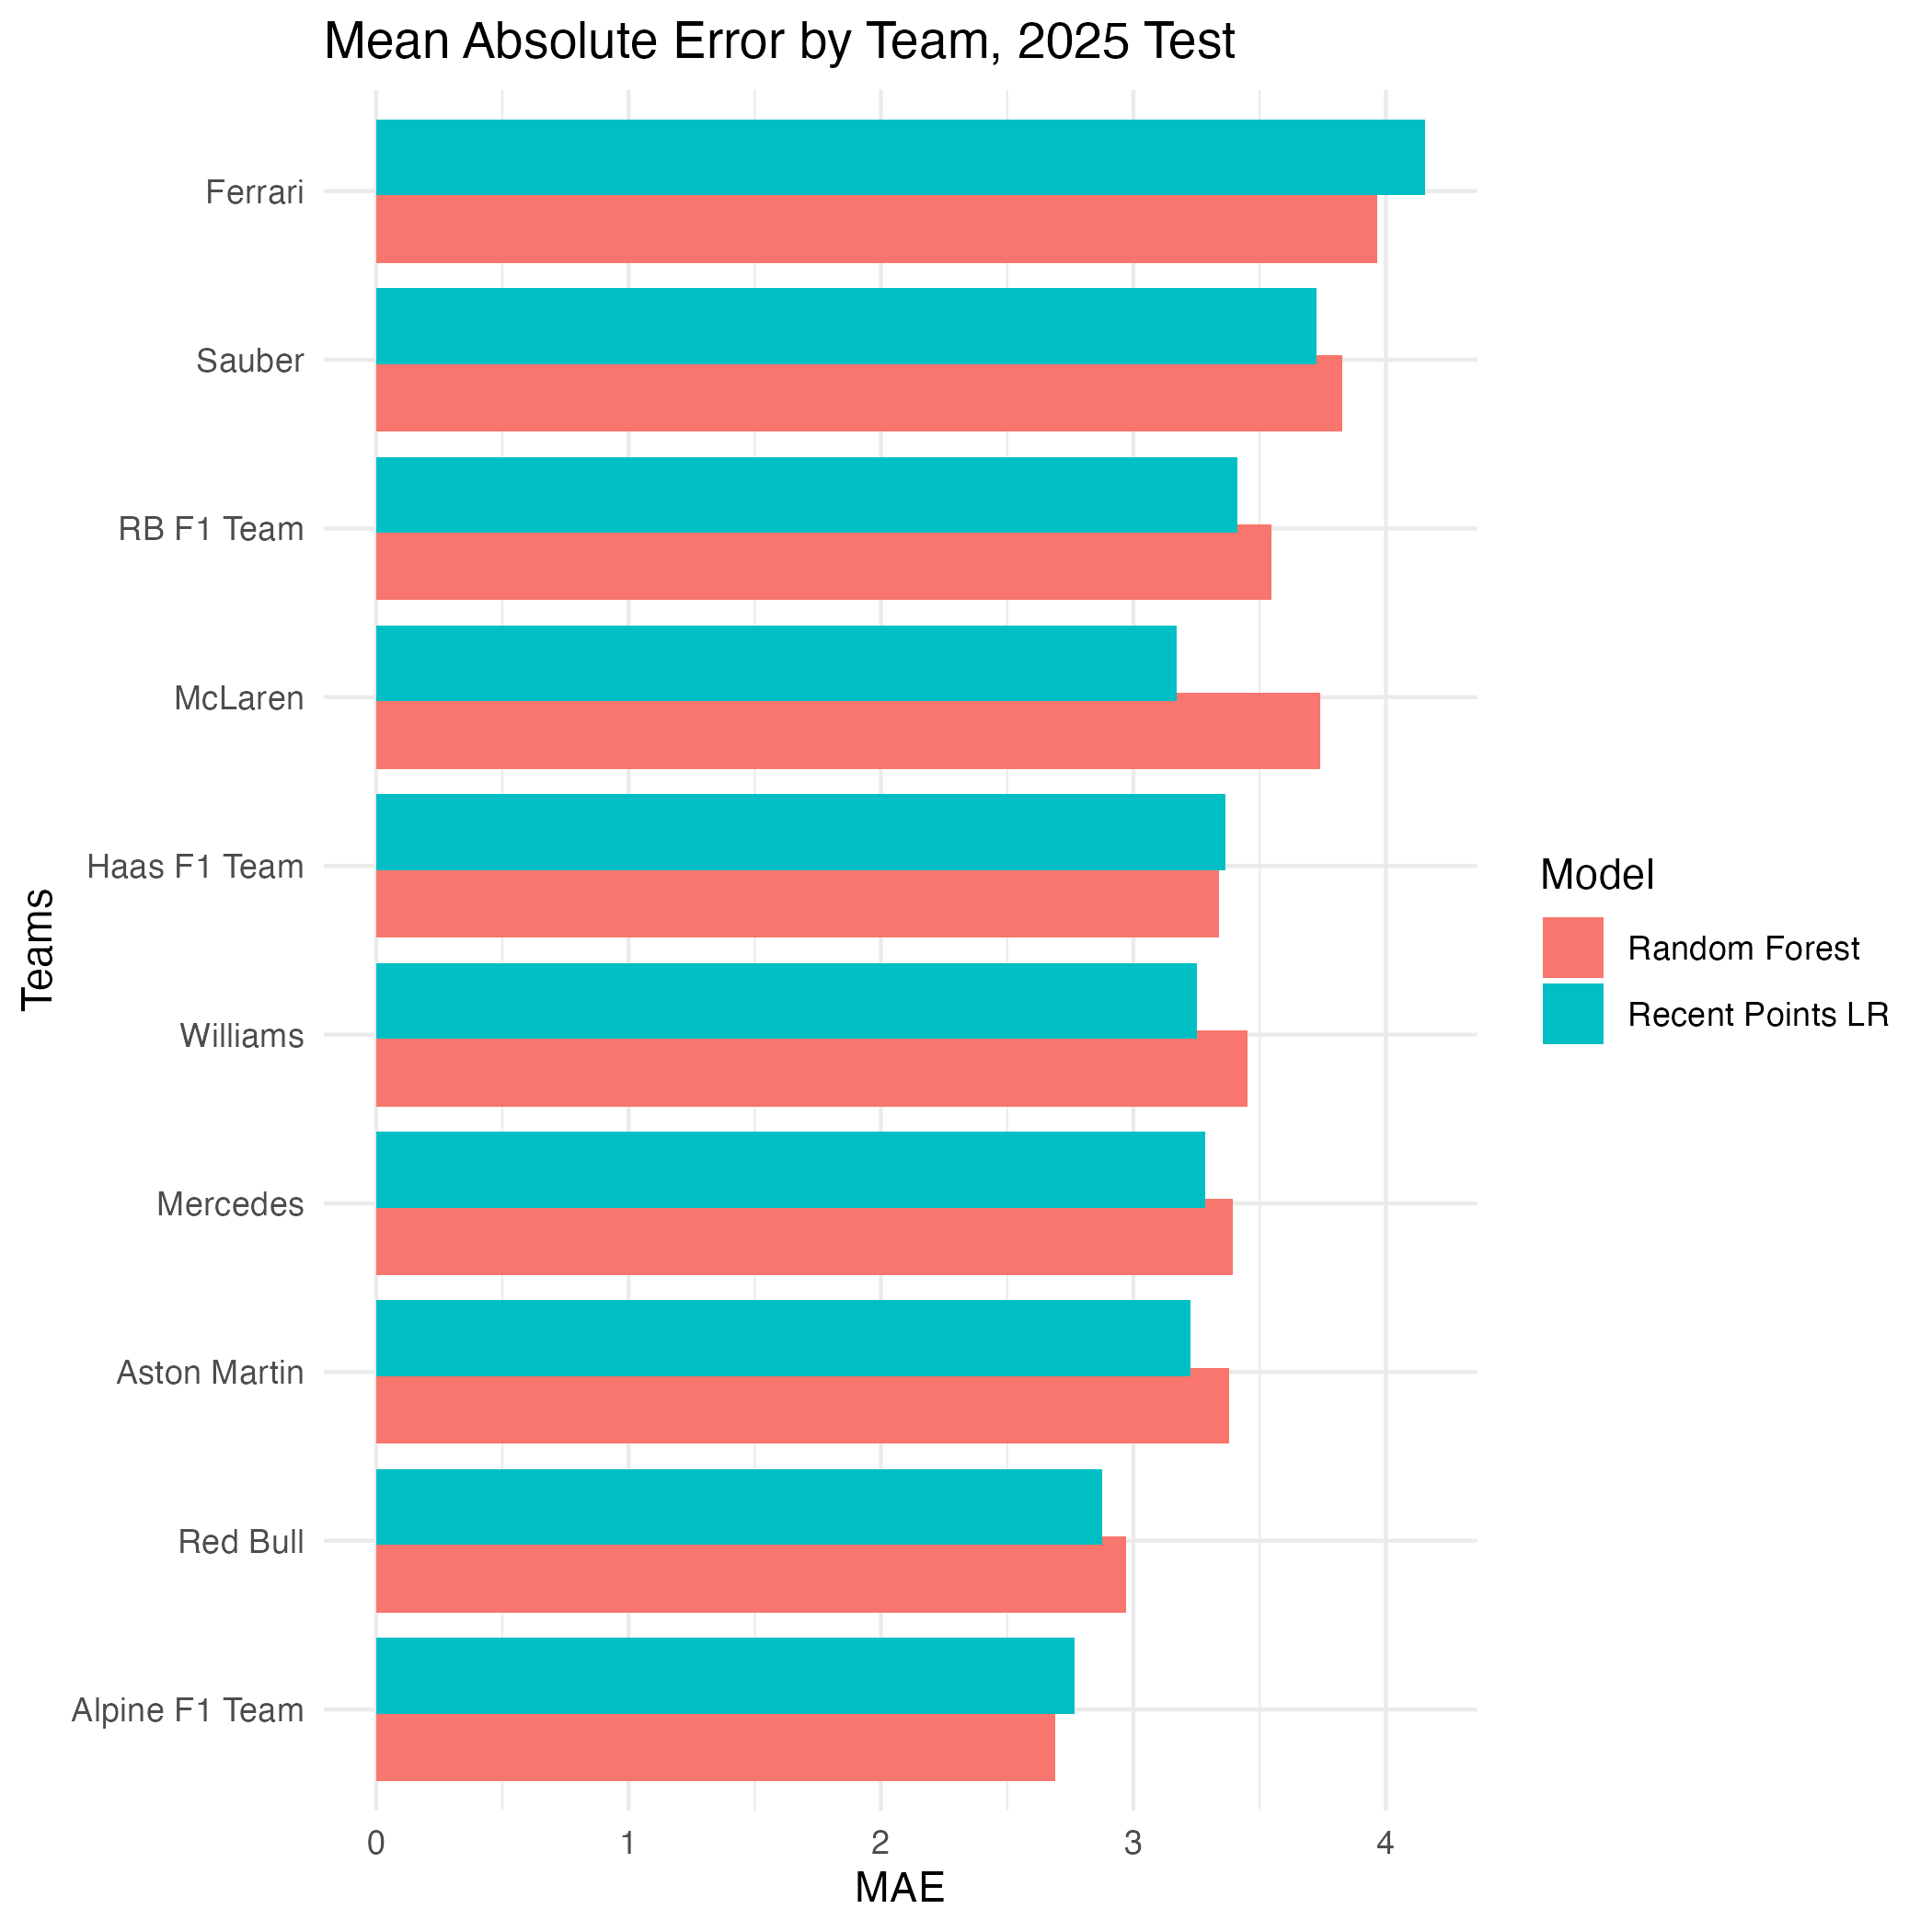 Mean Absolute Error by Team, 2025 Test
Teams
Ferrari
Sauber
RB F1 Team
McLaren
Haas F1 Team
Williams
Mercedes
Aston Martin
Red Bull
Alpine F1 Team
0 1 2 3 4
MAE
Model
Random Forest
Recent Points LR